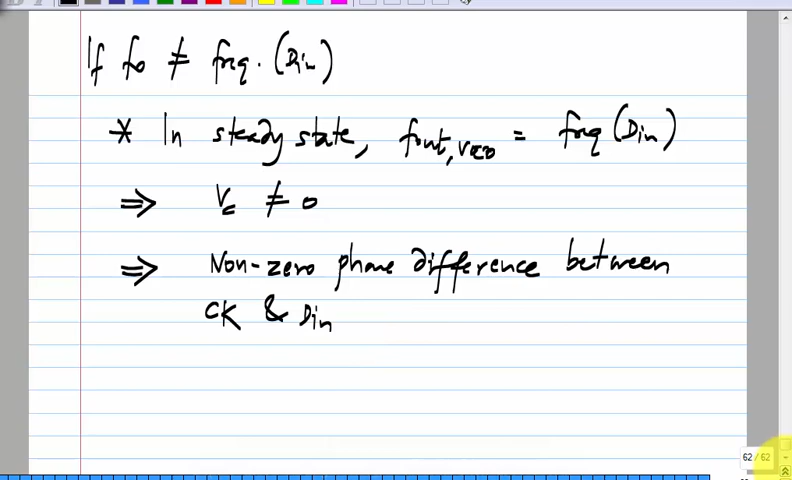 If fo ≠ freq. (Din)
* In steady state, fout,vco = freq (Din)
⇒ Vc ≠ 0
⇒ Non-zero phase difference between
CK & Din
62 / 62